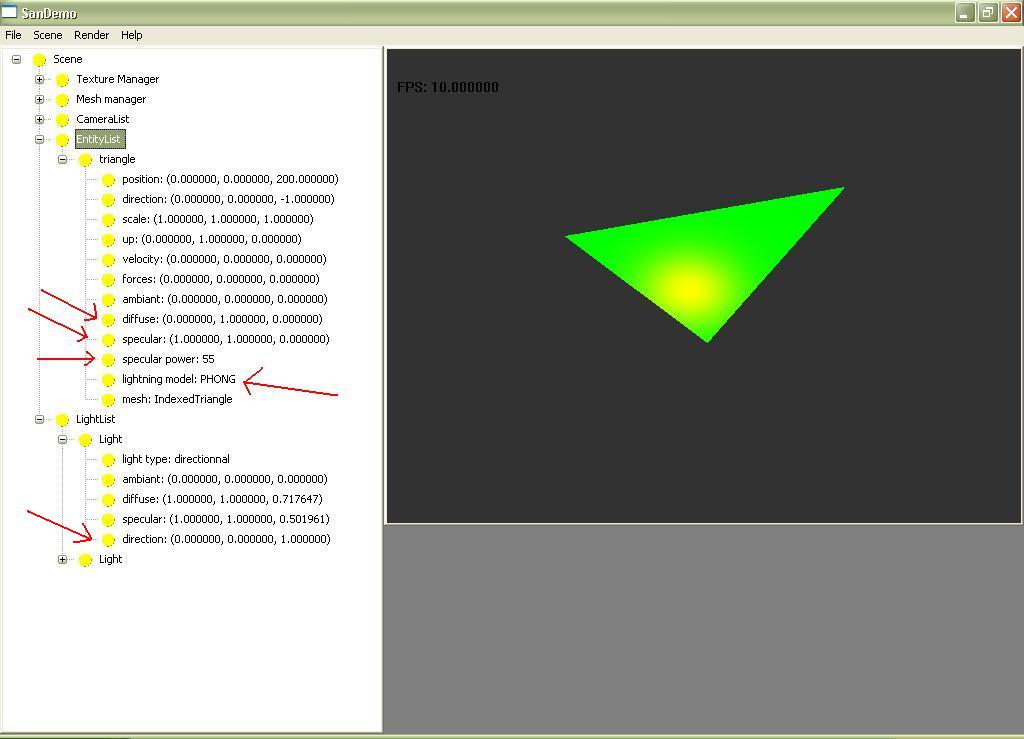 SanDemo
File Scene Render Help
Scene
Texture Manager
Mesh manager
CameraList
EntityList
triangle
position: (0.000000, 0.000000, 200.000000)
direction: (0.000000, 0.000000, -1.000000)
scale: (1.000000, 1.000000, 1.000000)
up: (0.000000, 1.000000, 0.000000)
velocity: (0.000000, 0.000000, 0.000000)
forces: (0.000000, 0.000000, 0.000000)
ambiant: (0.000000, 0.000000, 0.000000)
diffuse: (0.000000, 1.000000, 0.000000)
specular: (1.000000, 1.000000, 0.000000)
specular power: 55
lightning model: PHONG
mesh: IndexedTriangle
LightList
Light
light type: directionnal
ambiant: (0.000000, 0.000000, 0.000000)
diffuse: (1.000000, 1.000000, 0.717647)
specular: (1.000000, 1.000000, 0.501961)
direction: (0.000000, 0.000000, 1.000000)
Light
FPS: 10.000000